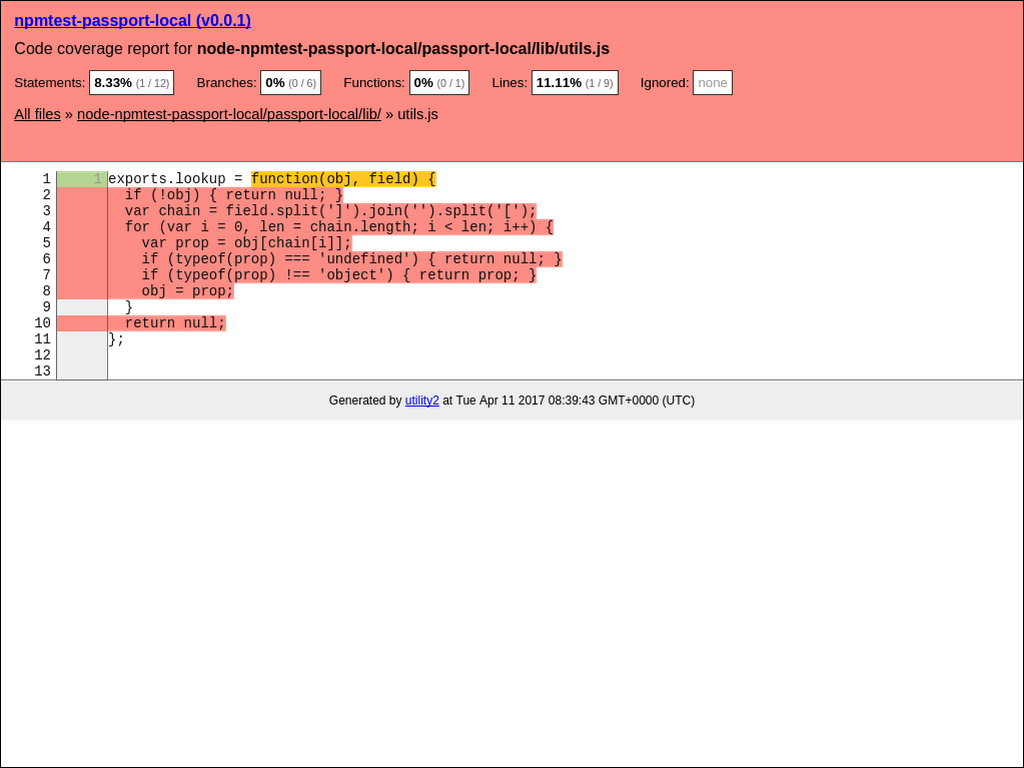 npmtest-passport-local (v0.0.1)
Code coverage report for node-npmtest-passport-local/passport-local/lib/utils.js
Statements: 8.33% (1 / 12) Branches: 0% (0 / 6) Functions: 0% (0 / 1) Lines: 11.11% (1 / 9) Ignored: none
All files » node-npmtest-passport-local/passport-local/lib/ » utils.js
1 1 exports.lookup = function(obj, field) {
2 if (!obj) { return null; }
3 var chain = field.split(']').join('').split('[');
4 for (var i = 0, len = chain.length; i < len; i++) {
5 var prop = obj[chain[i]];
6 if (typeof(prop) === 'undefined') { return null; }
7 if (typeof(prop) !== 'object') { return prop; }
8 obj = prop;
9 }
10 return null;
11 };
12
13
Generated by utility2 at Tue Apr 11 2017 08:39:43 GMT+0000 (UTC)